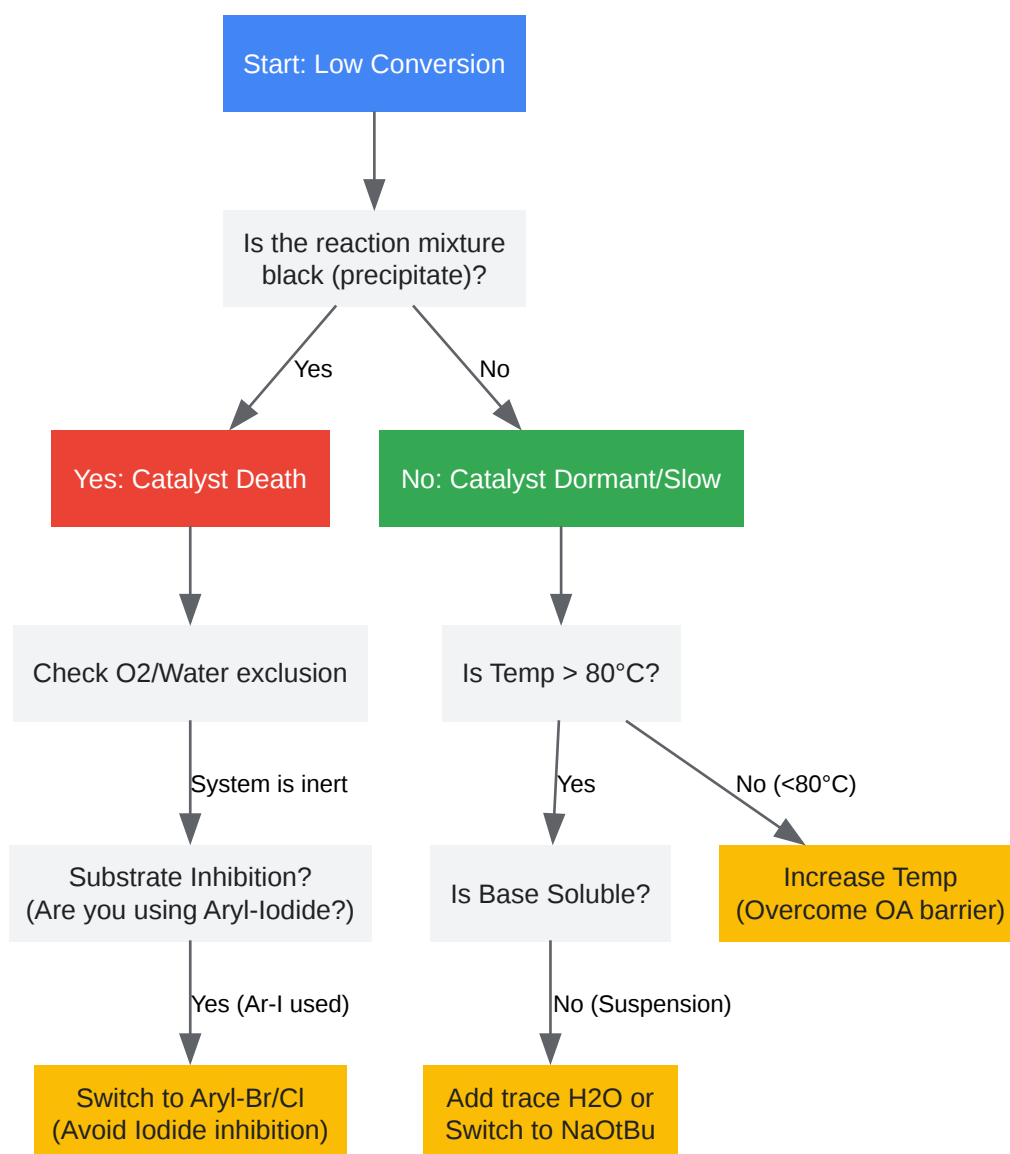 Start: Low Conversion
Is the reaction mixture
black (precipitate)?
Yes
No
Yes: Catalyst Death
No: Catalyst Dormant/Slow
Check O2/Water exclusion
Is Temp > 80°C?
System is inert
Yes
No (<80°C)
Substrate Inhibition?
(Are you using Aryl-Iodide?)
Is Base Soluble?
Increase Temp
(Overcome OA barrier)
Yes (Ar-I used)
No (Suspension)
Switch to Aryl-Br/Cl
(Avoid Iodide inhibition)
Add trace H2O or
Switch to NaOtBu